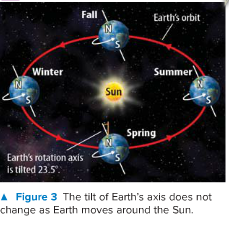 Fall
Earth's orbit
N
S
Winter
Summer
N
S
Sun
N
S
Spring
N
S
Earth's rotation axis
is tilted 23.5°.
▲ Figure 3 The tilt of Earth's axis does not
change as Earth moves around the Sun.